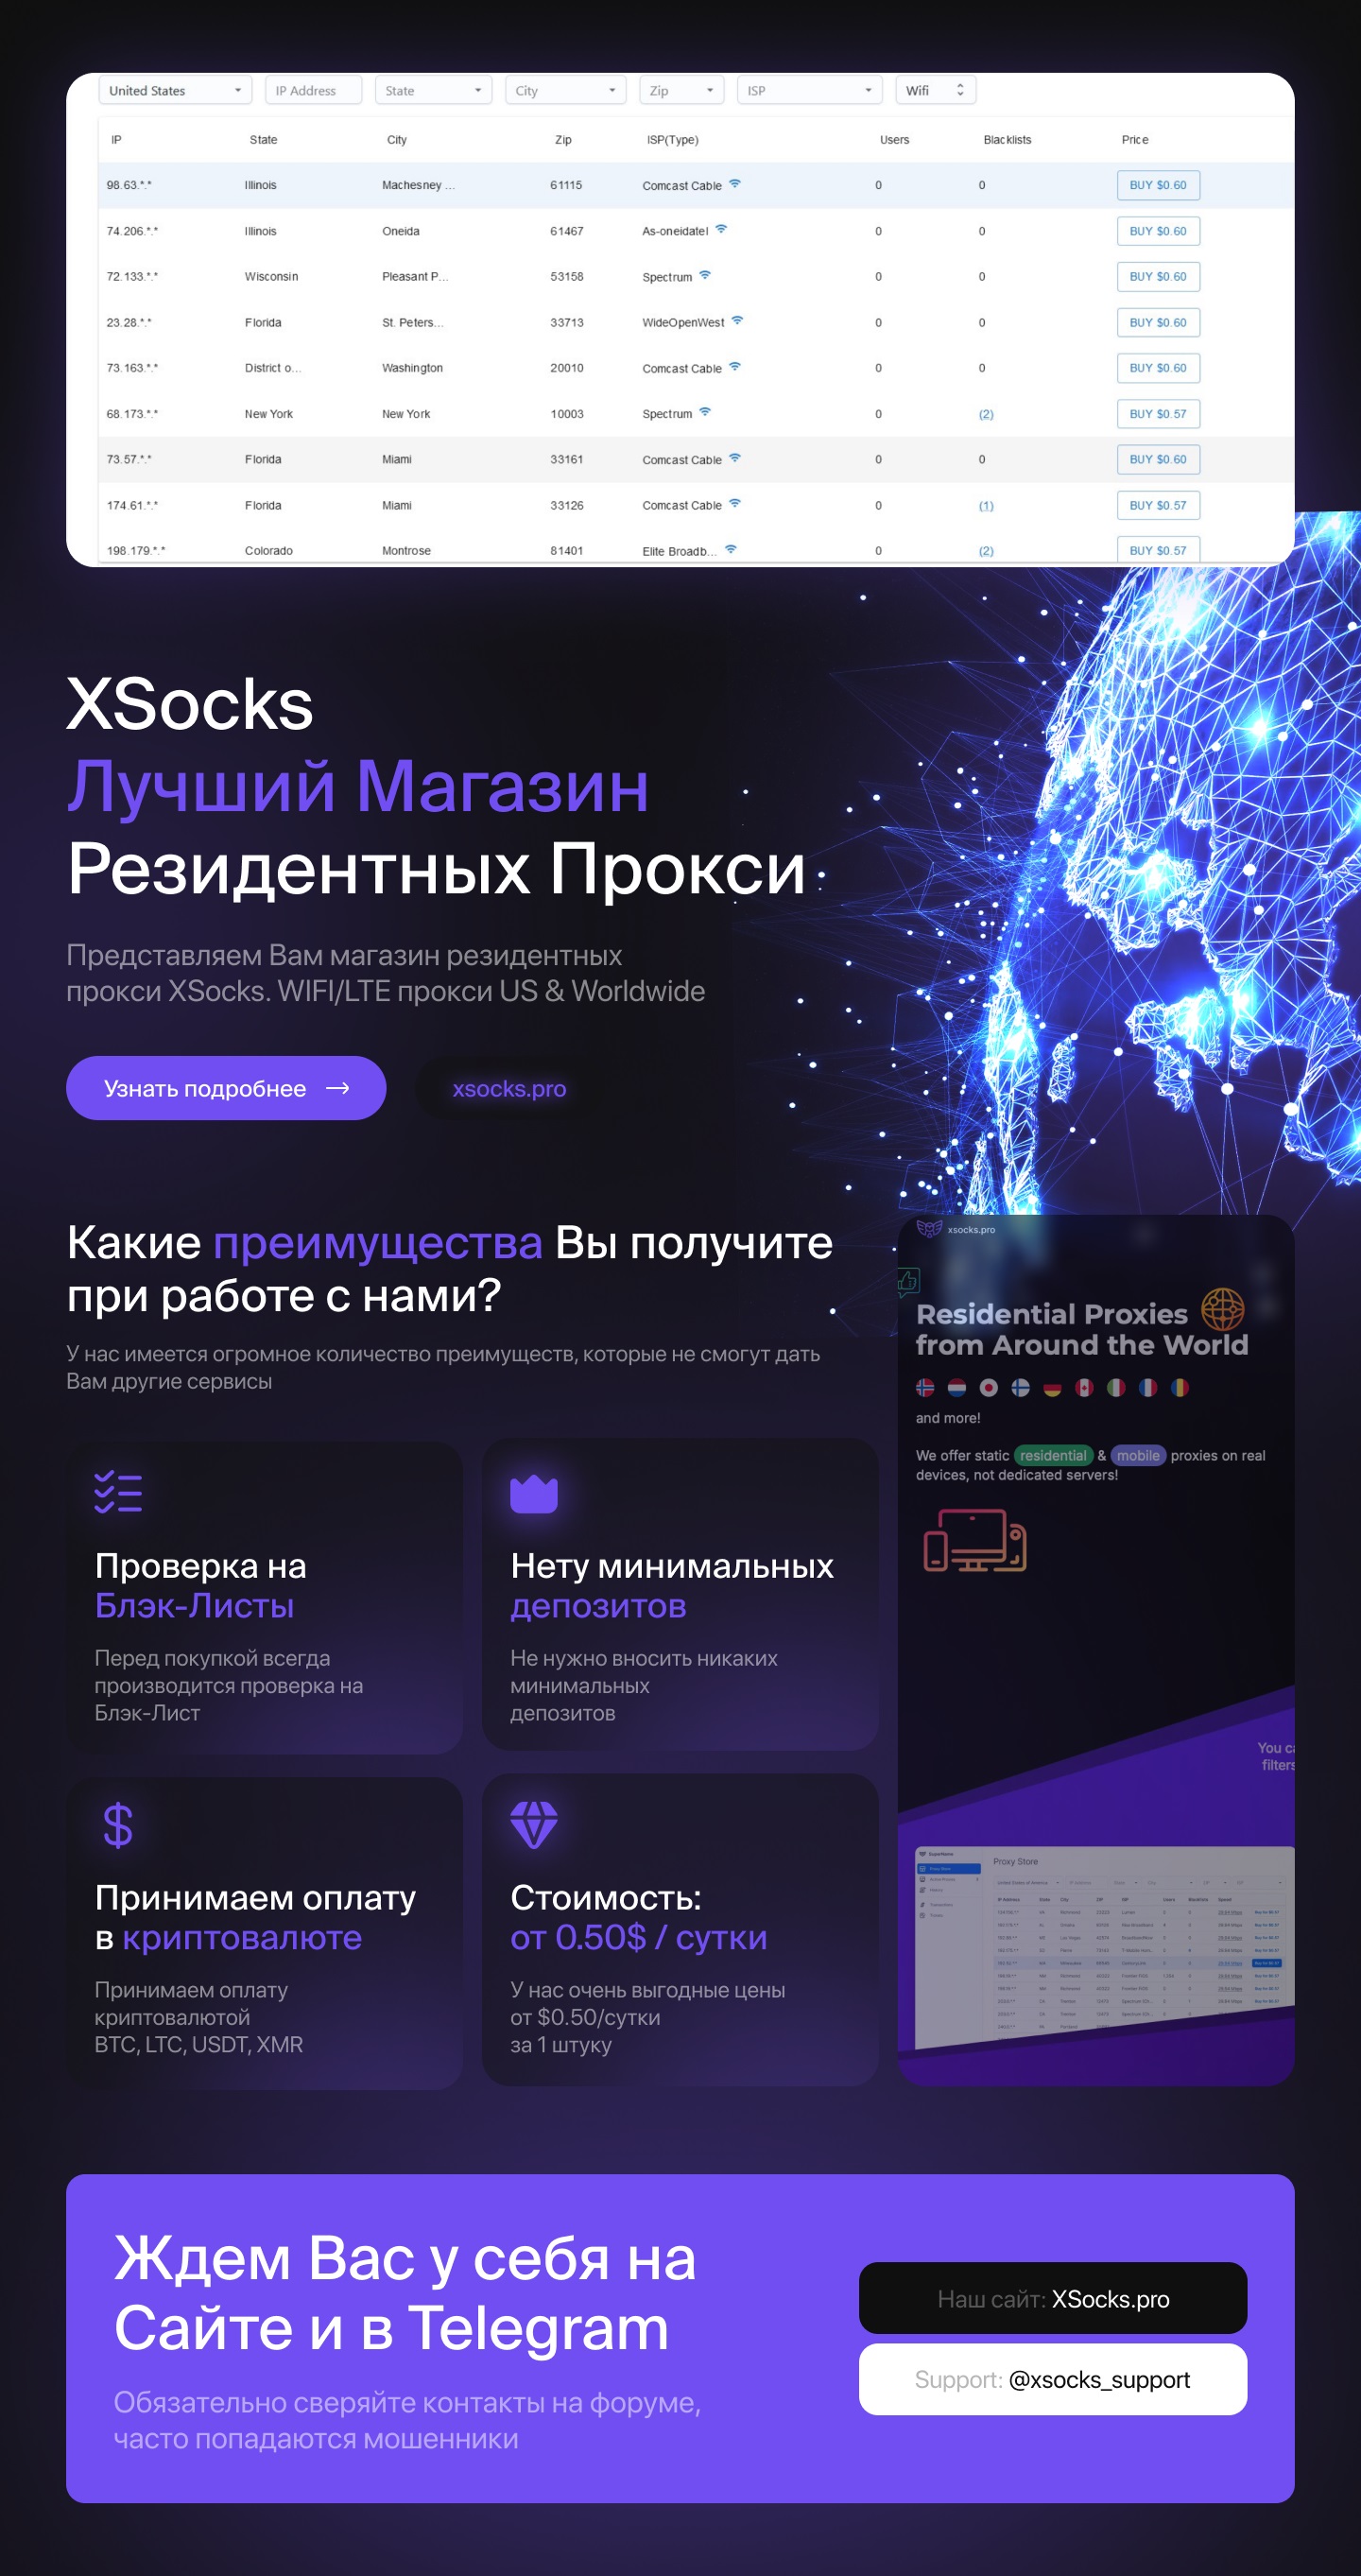 United States IP Address State City Zip ISP Wifi
IP State City Zip ISP(Type) Users Blacklists Price
98.63.*.* Illinois Machesney ... 61115 Comcast Cable 0 0 BUY $0.60
74.206.*.* Illinois Oneida 61467 As-oneidatel 0 0 BUY $0.60
72.133.*.* Wisconsin Pleasant P... 53158 Spectrum 0 0 BUY $0.60
23.28.*.* Florida St. Peters... 33713 WideOpenWest 0 0 BUY $0.60
73.163.*.* District o... Washington 20010 Comcast Cable 0 0 BUY $0.60
68.173.*.* New York New York 10003 Spectrum 0 (2) BUY $0.57
73.57.*.* Florida Miami 33161 Comcast Cable 0 0 BUY $0.60
174.61.*.* Florida Miami 33126 Comcast Cable 0 (1) BUY $0.57
198.179.*.* Colorado Montrose 81401 Elite Broadb... 0 (2) BUY $0.57
XSocks
Лучший Магазин
Резидентных Прокси
Представляем Вам магазин резидентных
прокси XSocks. WIFI/LTE прокси US & Worldwide
Узнать подробнее → xsocks.pro
Какие преимущества Вы получите
при работе с нами?
У нас имеется огромное количество преимуществ, которые не смогут дать
Вам другие сервисы
Проверка на
Блэк-Листы
Перед покупкой всегда
производится проверка на
Блэк-Лист
Нету минимальных
депозитов
Не нужно вносить никаких
минимальных
депозитов
Принимаем оплату
в криптовалюте
Принимаем оплату
криптовалютой
BTC, LTC, USDT, XMR
Стоимость:
от 0.50$ / сутки
У нас очень выгодные цены
от $0.50/сутки
за 1 штуку
xsocks.pro
Residential Proxies
from Around the World
and more!
We offer static residential & mobile proxies on real
devices, not dedicated servers!
You ca
filters
Proxy Store
Ждем Вас у себя на
Сайте и в Telegram
Обязательно сверяйте контакты на форуме,
часто попадаются мошенники
Наш сайт: XSocks.pro
Support: @xsocks_support